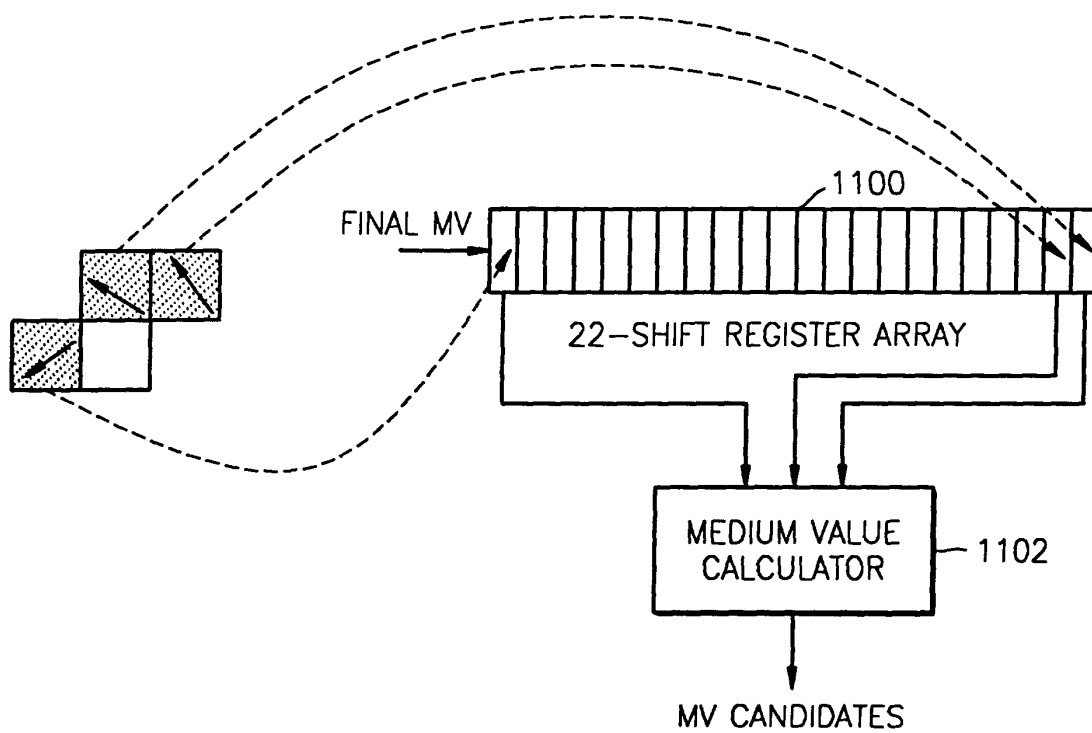 1100
FINAL MV
22-SHIFT REGISTER ARRAY
MEDIUM VALUE
CALCULATOR
1102
MV CANDIDATES